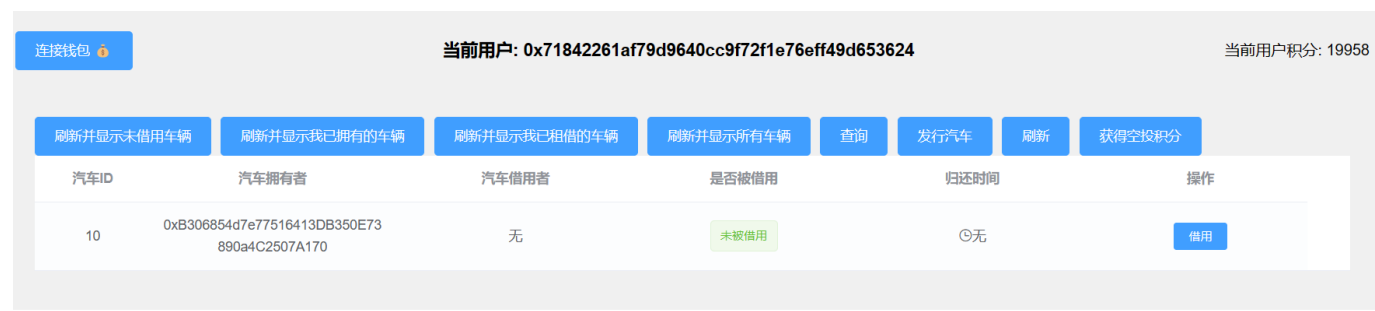 连接钱包 💰
当前用户: 0x71842261af79d9640cc9f72f1e76eff49d653624
当前用户积分: 19958
刷新并显示未借用车辆 刷新并显示我已拥有的车辆 刷新并显示我已租借的车辆 刷新并显示所有车辆 查询 发行汽车 刷新 获得空投积分
汽车ID 汽车拥有者 汽车借用者 是否被借用 归还时间 操作
10 0xB306854d7e77516413DB350E73
890a4C2507A170 无 未被借用 无 借用